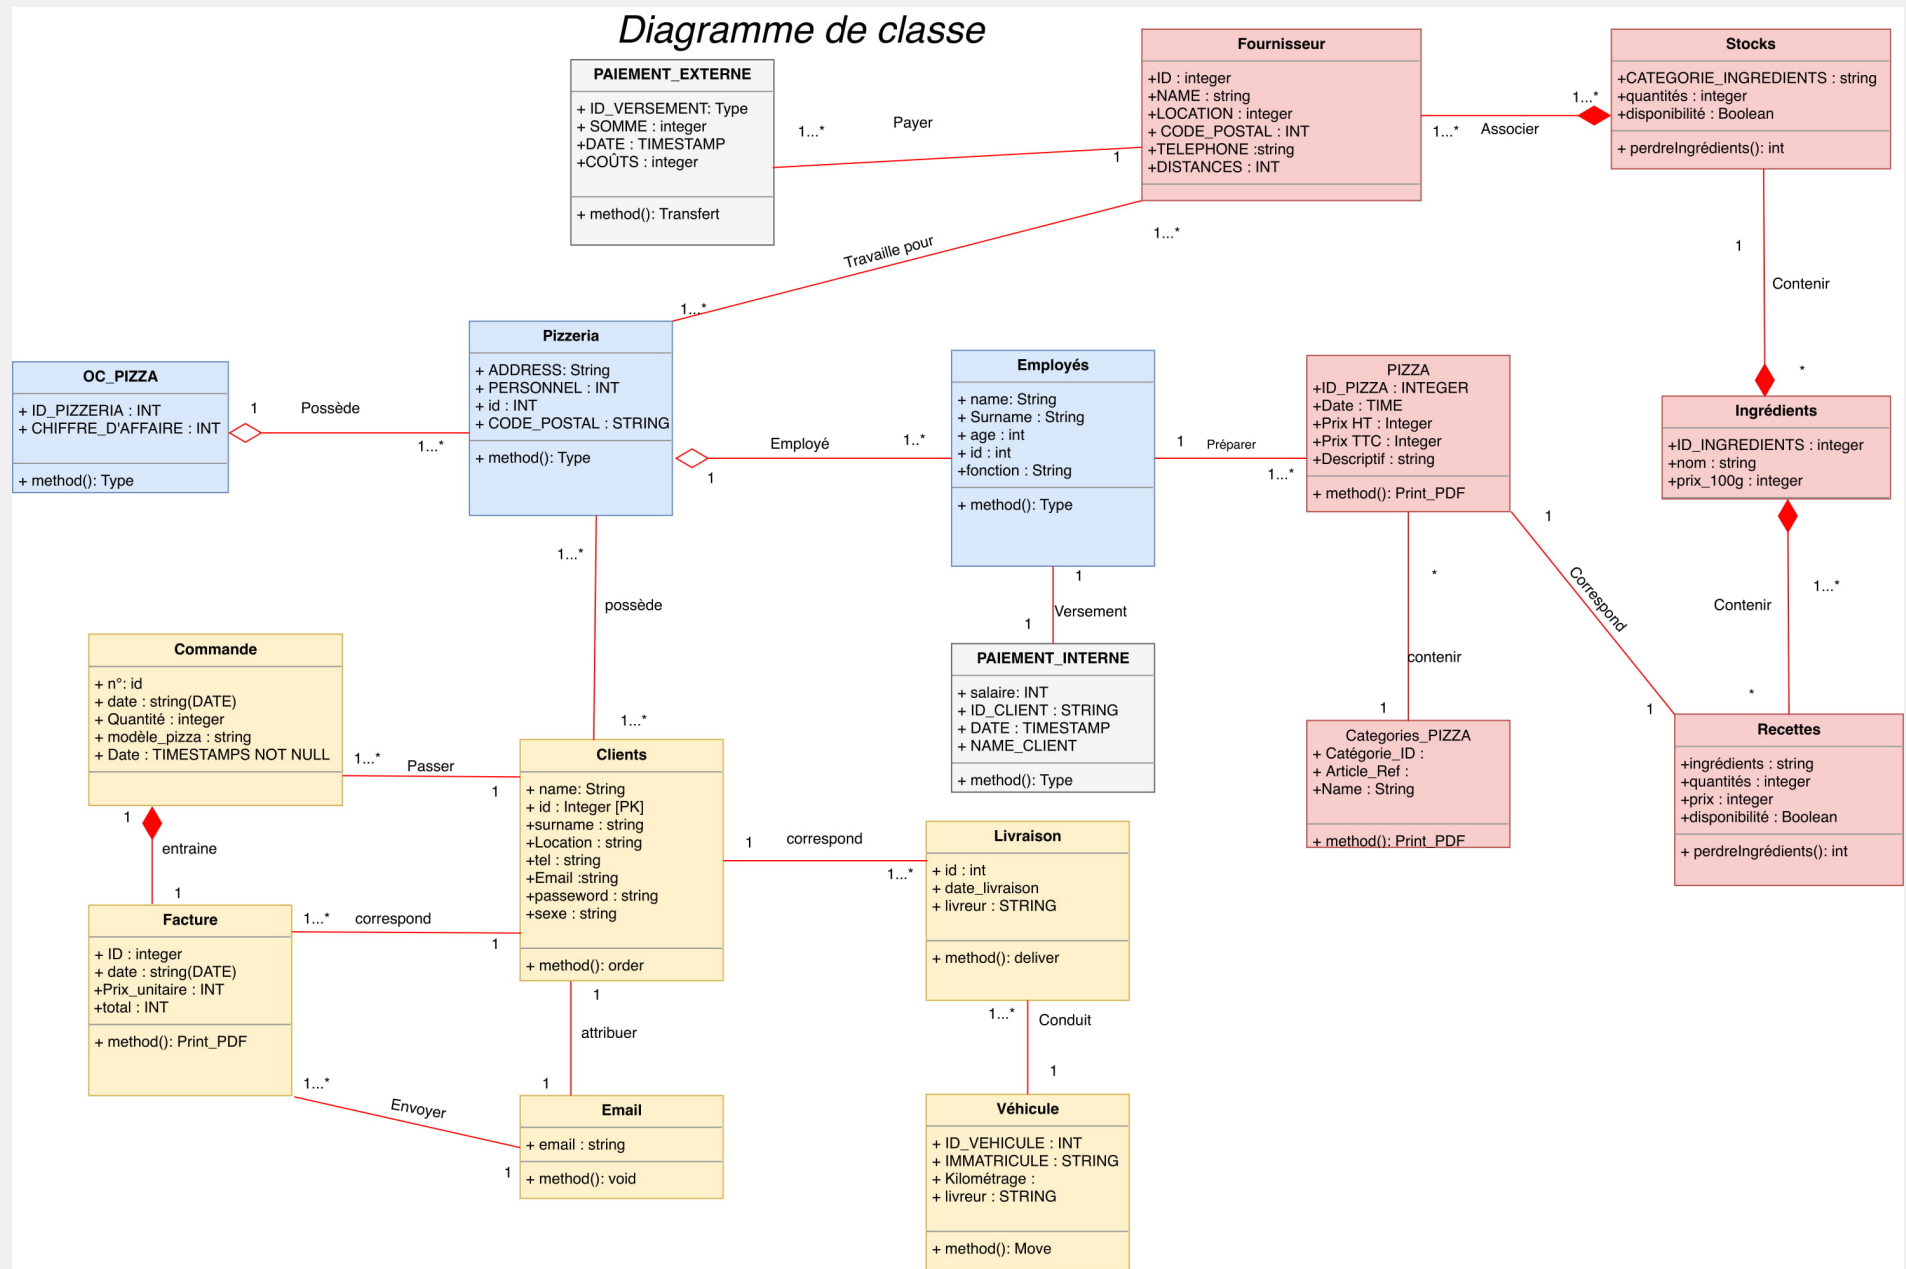 Diagramme de classe
PAIEMENT_EXTERNE
+ ID_VERSEMENT: Type
+ SOMME : integer
+DATE : TIMESTAMP
+COÛTS : integer
+ method(): Transfert
1...*
Payer
1
Fournisseur
+ID : integer
+NAME : string
+LOCATION : integer
+ CODE_POSTAL : INT
+TELEPHONE :string
+DISTANCES : INT
1...*
Associer
1...*
Stocks
+CATEGORIE_INGREDIENTS : string
+quantités : integer
+disponibilité : Boolean
+ perdreIngrédients(): int
1...*
Travaille pour
1...*
1
Contenir
*
OC_PIZZA
+ ID_PIZZERIA : INT
+ CHIFFRE_D'AFFAIRE : INT
+ method(): Type
1
Possède
1...*
Pizzeria
+ ADDRESS: String
+ PERSONNEL : INT
+ id : INT
+ CODE_POSTAL : STRING
+ method(): Type
1
Employé
1..*
Employés
+ name: String
+ Surname : String
+ age : int
+ id : int
+fonction : String
+ method(): Type
1
Préparer
1...*
PIZZA
+ID_PIZZA : INTEGER
+Date : TIME
+Prix HT : Integer
+Prix TTC : Integer
+Descriptif : string
+ method(): Print_PDF
Ingrédients
+ID_INGREDIENTS : integer
+nom : string
+prix_100g : integer
1...*
possède
1...*
1
Versement
1
*
contenir
1
1
Correspond
1
1...*
Contenir
*
Commande
+ n°: id
+ date : string(DATE)
+ Quantité : integer
+ modèle_pizza : string
+ Date : TIMESTAMPS NOT NULL
1...*
Passer
1
Clients
+ name: String
+ id : Integer [PK]
+surname : string
+Location : string
+tel : string
+Email :string
+passeword : string
+sexe : string
+ method(): order
PAIEMENT_INTERNE
+ salaire: INT
+ ID_CLIENT : STRING
+ DATE : TIMESTAMP
+ NAME_CLIENT
+ method(): Type
Categories_PIZZA
+ Catégorie_ID :
+ Article_Ref :
+Name : String
+ method(): Print_PDF
Recettes
+ingrédients : string
+quantités : integer
+prix : integer
+disponibilité : Boolean
+ perdreIngrédients(): int
1
entraine
1
1
correspond
1...*
Livraison
+ id : int
+ date_livraison
+ livreur : STRING
+ method(): deliver
Facture
+ ID : integer
+ date : string(DATE)
+Prix_unitaire : INT
+total : INT
+ method(): Print_PDF
1...*
correspond
1
1
attribuer
1
1...*
Conduit
1
1...*
Envoyer
1
Email
+ email : string
+ method(): void
Véhicule
+ ID_VEHICULE : INT
+ IMMATRICULE : STRING
+ Kilométrage :
+ livreur : STRING
+ method(): Move